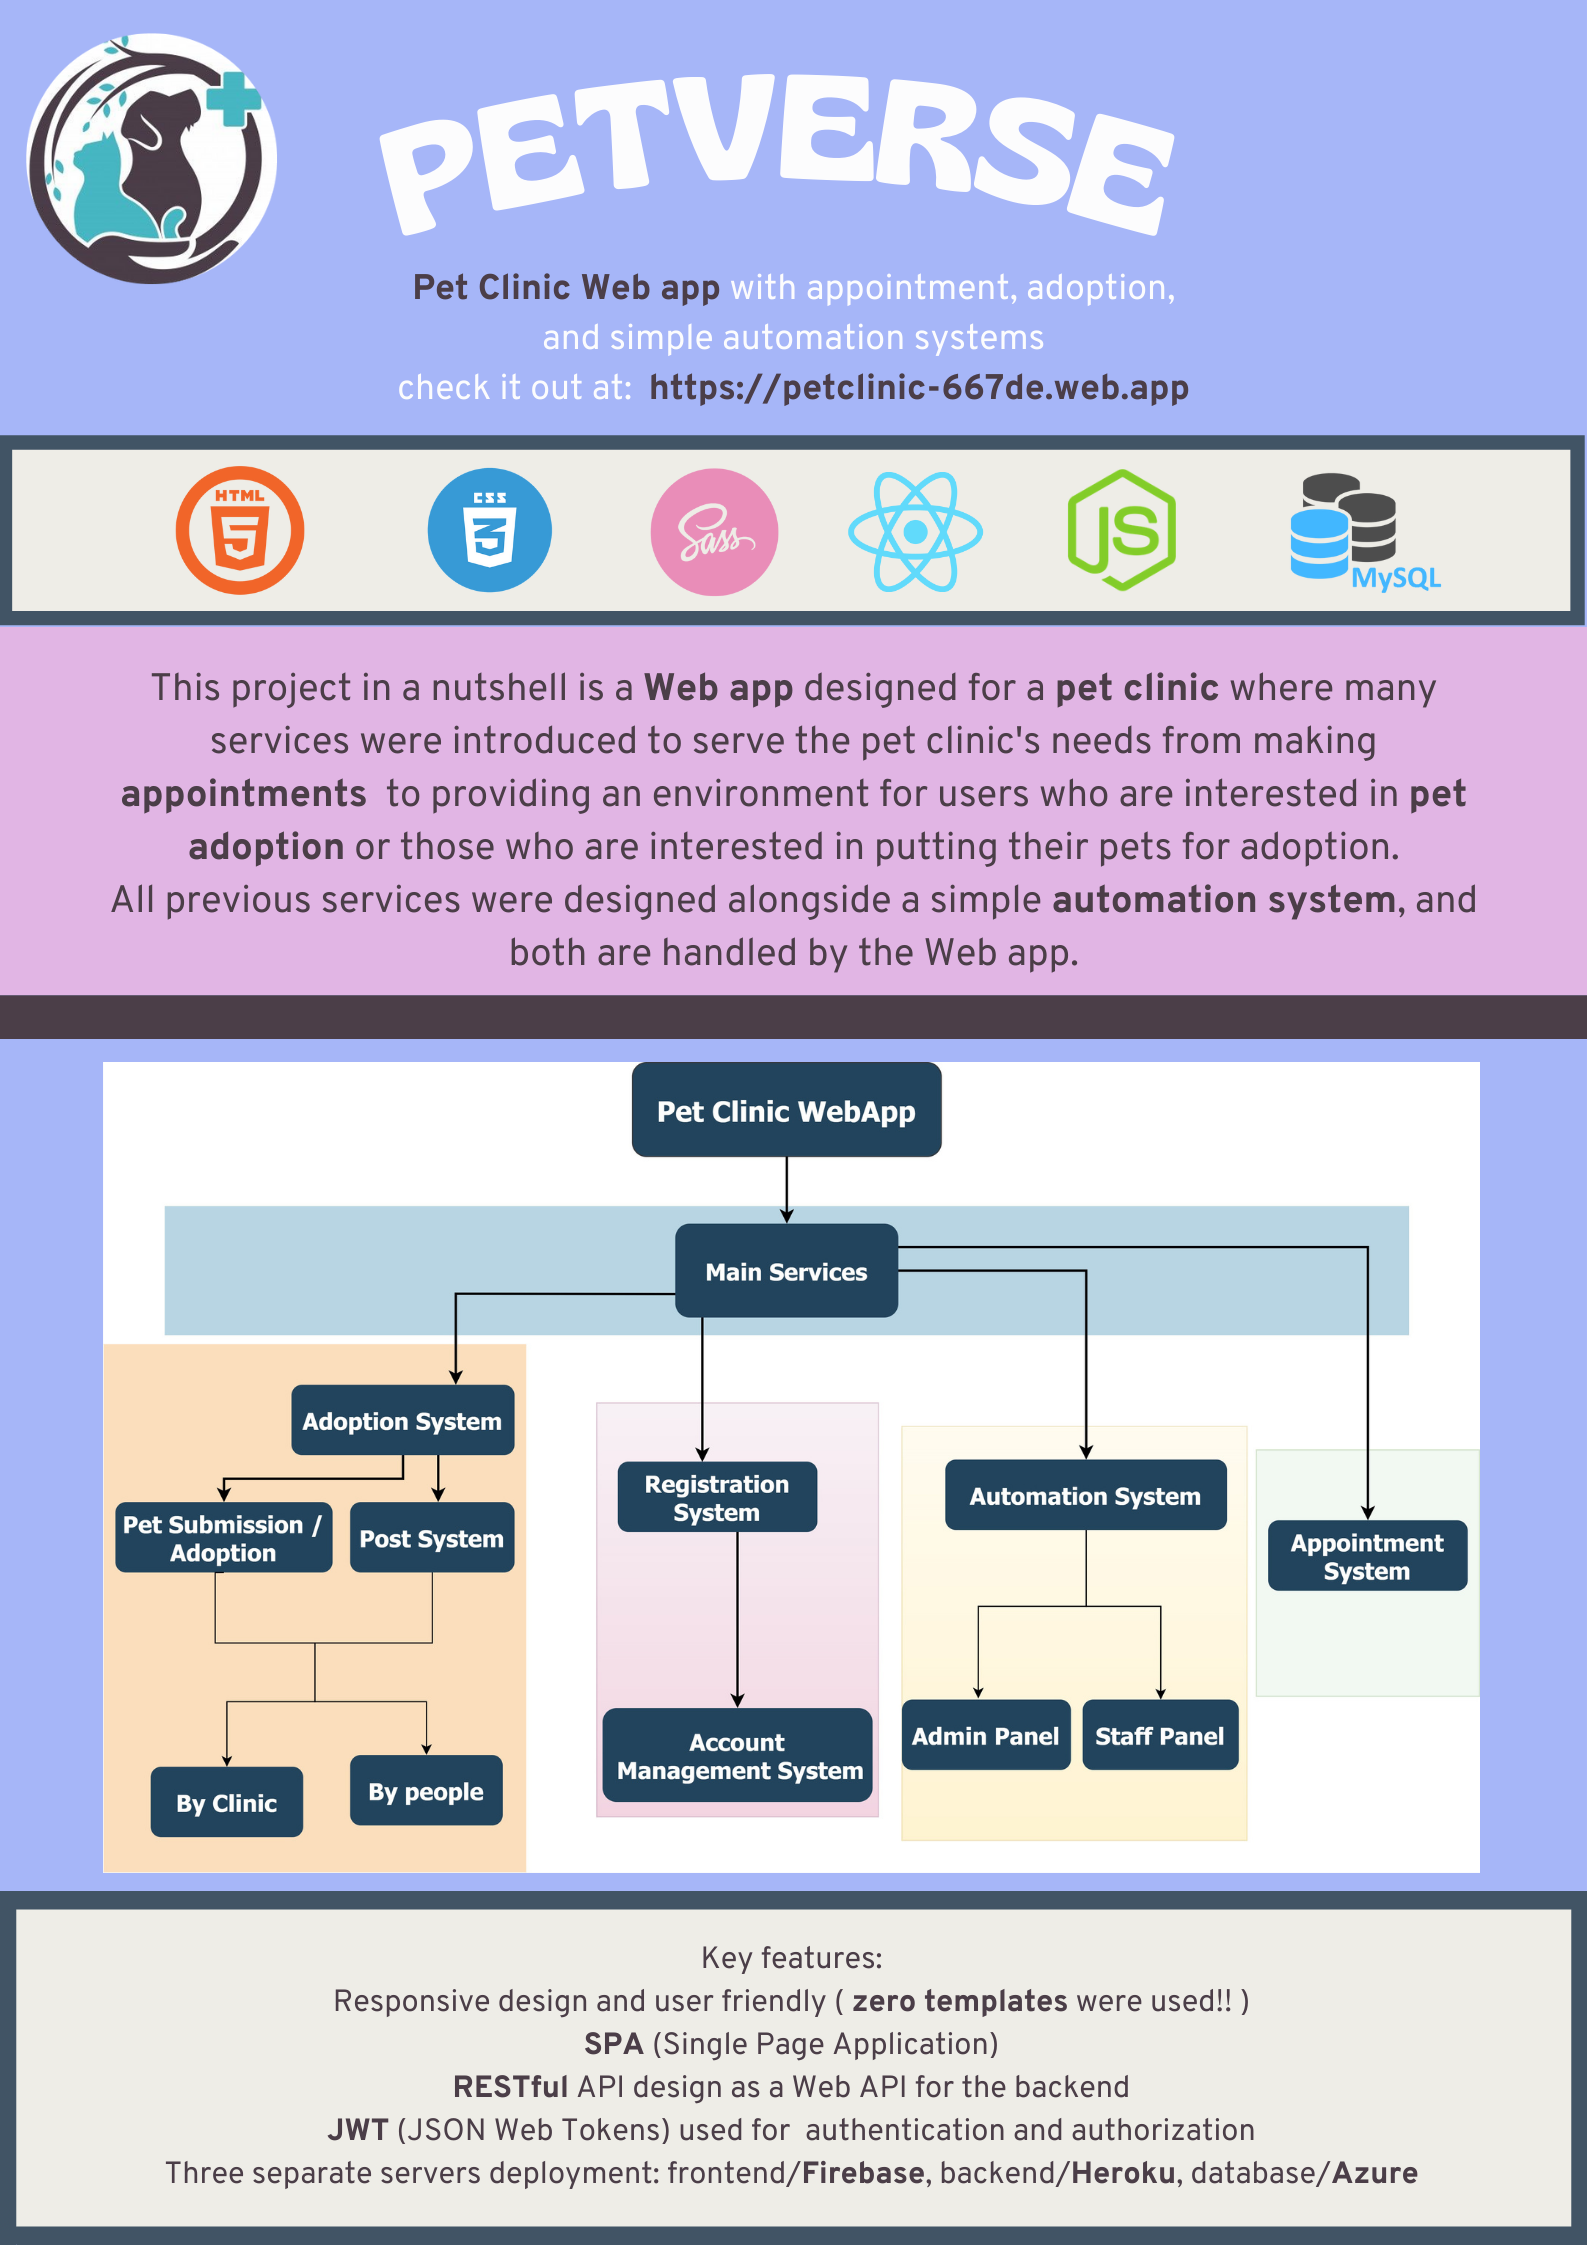 PETVERSE
Pet Clinic Web app with appointment, adoption,
and simple automation systems
check it out at: https://petclinic-667de.web.app
HTML
5
CSS
3
Sass
JS
MySQL
This project in a nutshell is a Web app designed for a pet clinic where many
services were introduced to serve the pet clinic's needs from making
appointments to providing an environment for users who are interested in pet
adoption or those who are interested in putting their pets for adoption.
All previous services were designed alongside a simple automation system, and
both are handled by the Web app.
Pet Clinic WebApp
Main Services
Adoption System
Pet Submission /
Adoption
Post System
By Clinic
By people
Registration
System
Account
Management System
Automation System
Admin Panel
Staff Panel
Appointment
System
Key features:
Responsive design and user friendly ( zero templates were used!! )
SPA (Single Page Application)
RESTful API design as a Web API for the backend
JWT (JSON Web Tokens) used for authentication and authorization
Three separate servers deployment: frontend/Firebase, backend/Heroku, database/Azure